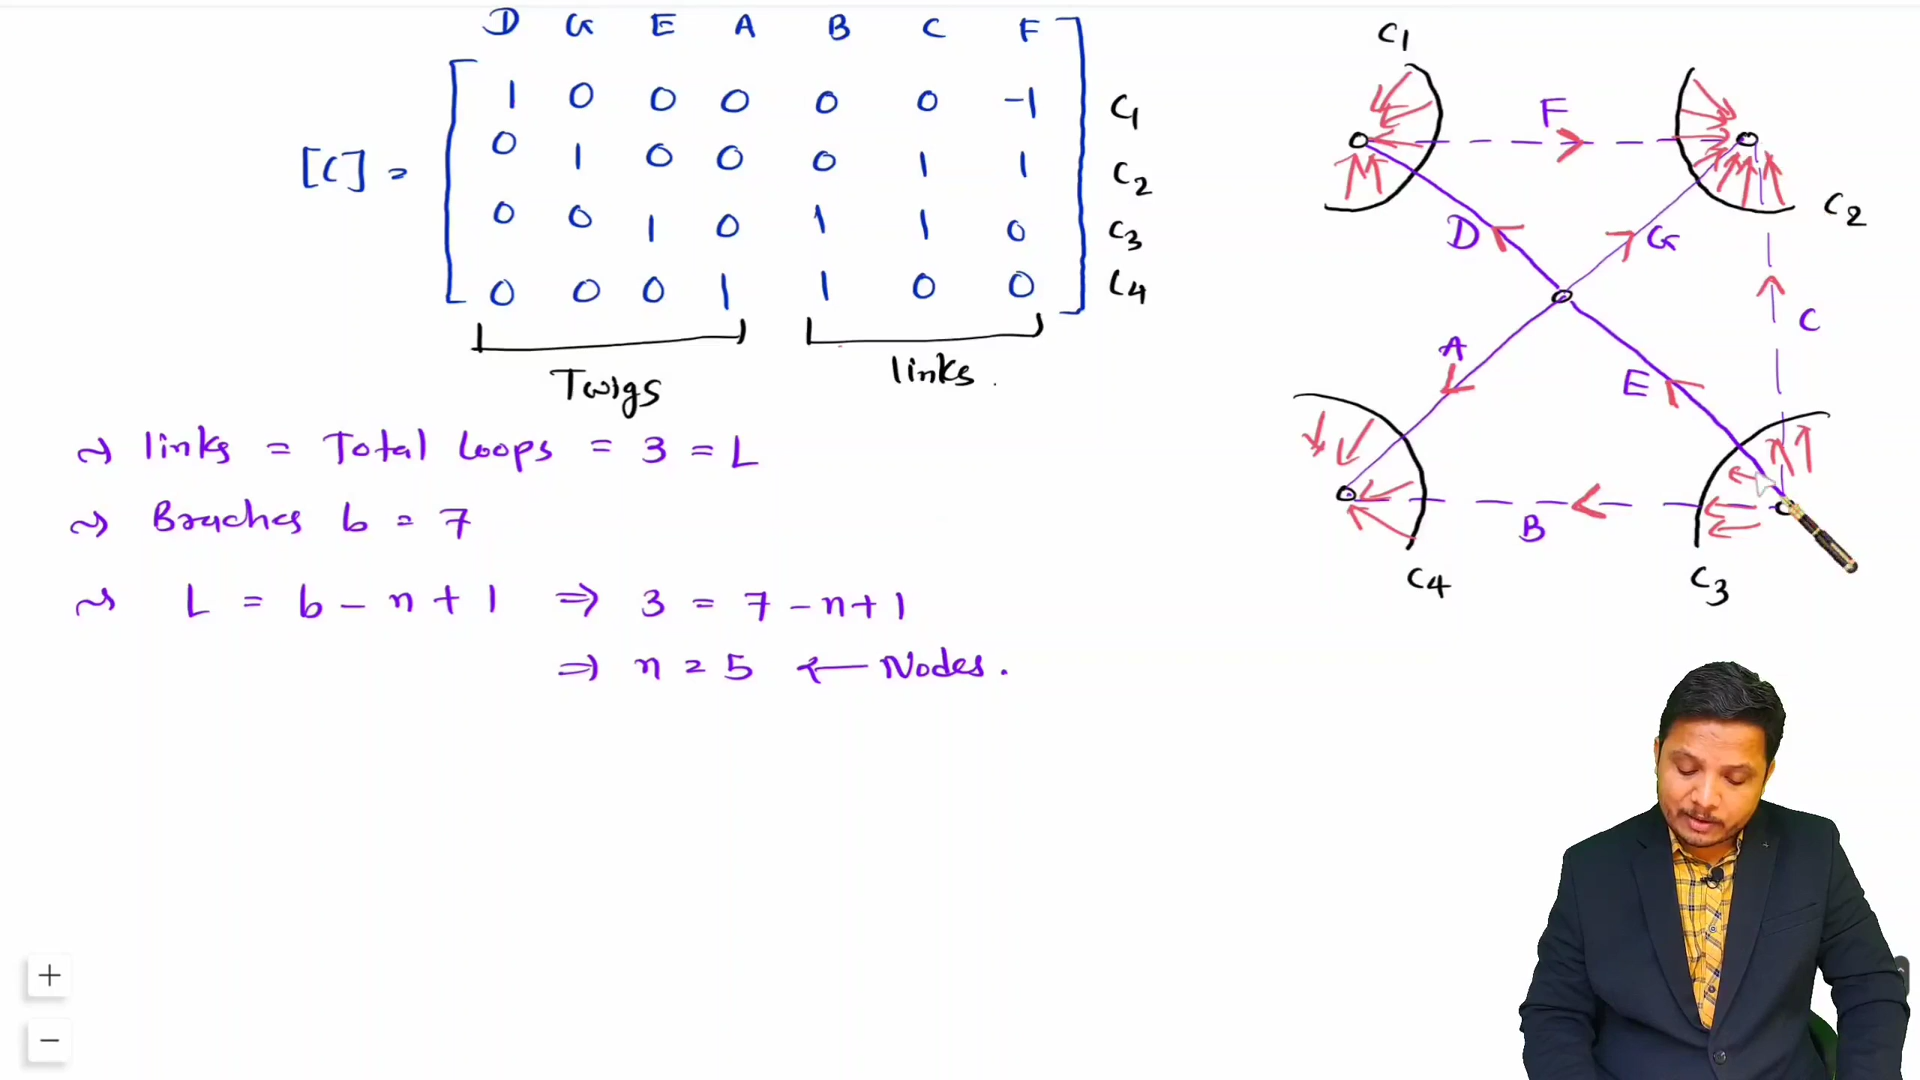 D G E A B C F
1 0 0 0 0 0 -1 C1
0 1 0 0 0 1 1 C2
[C] =
0 0 1 0 1 1 0 C3
0 0 0 1 1 0 0 C4
Twigs links.
~> links = Total Loops = 3 = L
~> Braches b = 7
~> L = b - n + 1 => 3 = 7 - n + 1
=> n = 5 ← Nodes.
C1
F
C2
D G
C
A
E
B
C4 C3
+
−